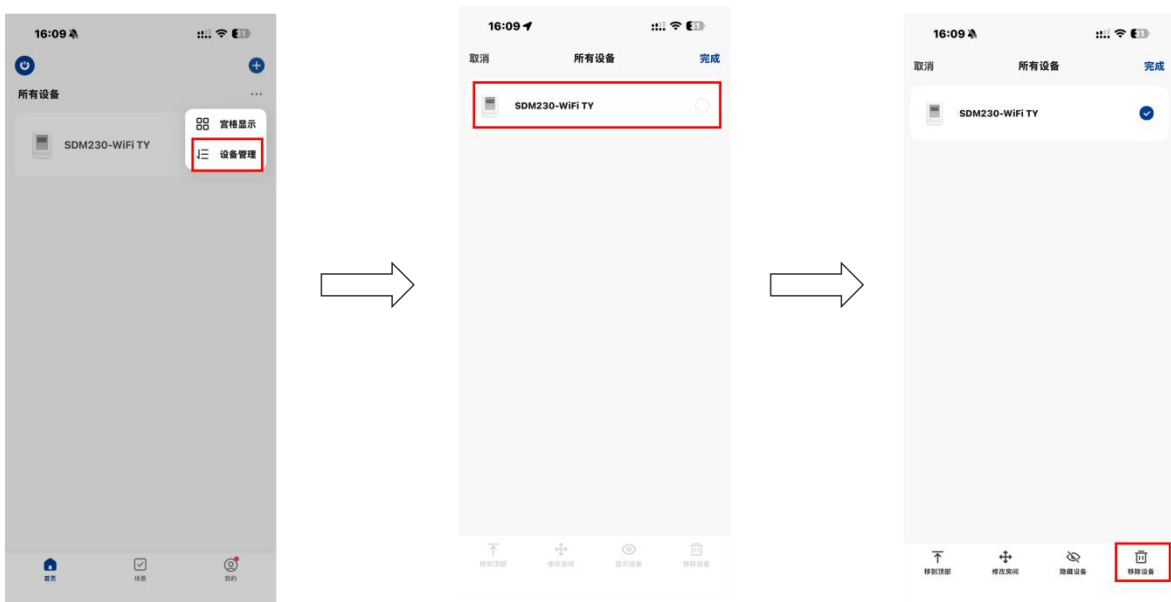 16:09
31
所有设备
SDM230-WiFi TY
宫格显示
设备管理
首页
场景
我的
16:09
31
取消
所有设备
完成
SDM230-WiFi TY
移到顶部
修改房间
显示设备
移除设备
16:09
31
取消
所有设备
完成
SDM230-WiFi TY
移到顶部
修改房间
隐藏设备
移除设备